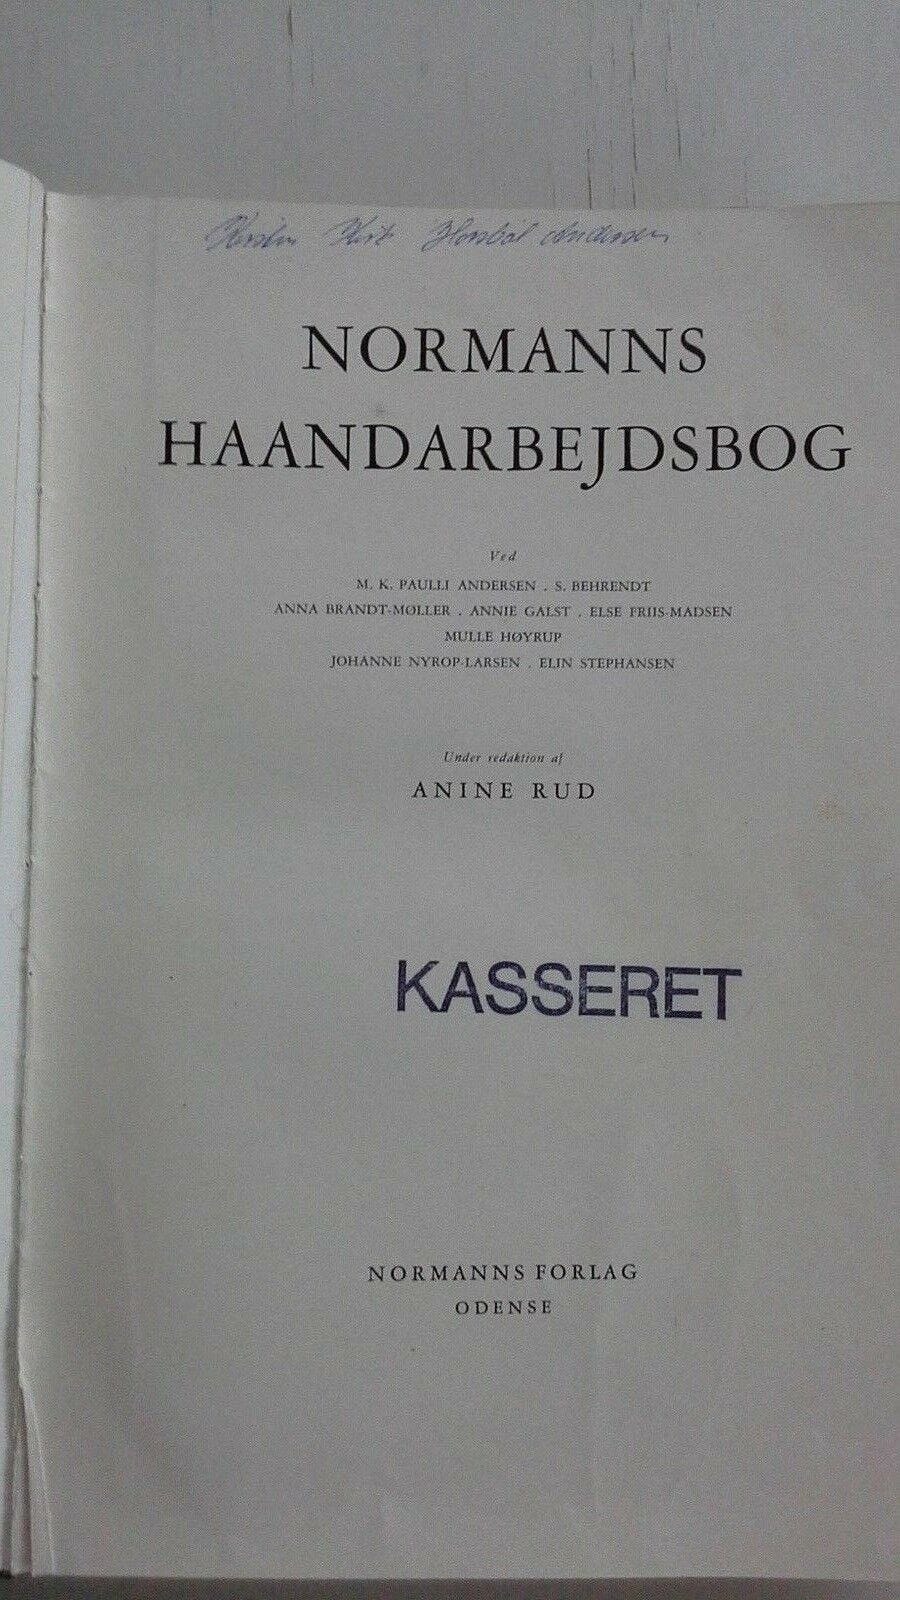 Andersen
NORMANNS
HAANDARBEJDSBOG
Ved
M. K. PAULLI ANDERSEN . S. BEHRENDT
ANNA BRANDT-MØLLER . ANNIE GALST . ELSE FRIIS-MADSEN
MULLE HØYRUP
JOHANNE NYROP-LARSEN . ELIN STEPHANSEN
Under redaktion af
ANINE RUD
KASSERET
NORMANNS FORLAG
ODENSE